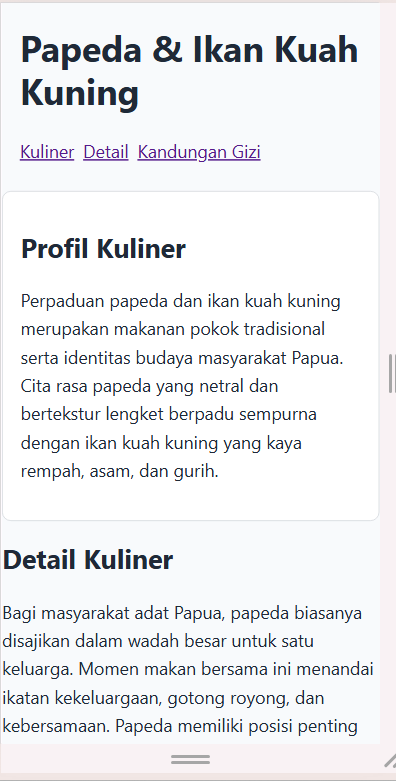 Papeda & Ikan Kuah
Kuning
Kuliner Detail Kandungan Gizi
Profil Kuliner
Perpaduan papeda dan ikan kuah kuning
merupakan makanan pokok tradisional
serta identitas budaya masyarakat Papua.
Cita rasa papeda yang netral dan
bertekstur lengket berpadu sempurna
dengan ikan kuah kuning yang kaya
rempah, asam, dan gurih.
Detail Kuliner
Bagi masyarakat adat Papua, papeda biasanya
disajikan dalam wadah besar untuk satu
keluarga. Momen makan bersama ini menandai
ikatan kekeluargaan, gotong royong, dan
kebersamaan. Papeda memiliki posisi penting